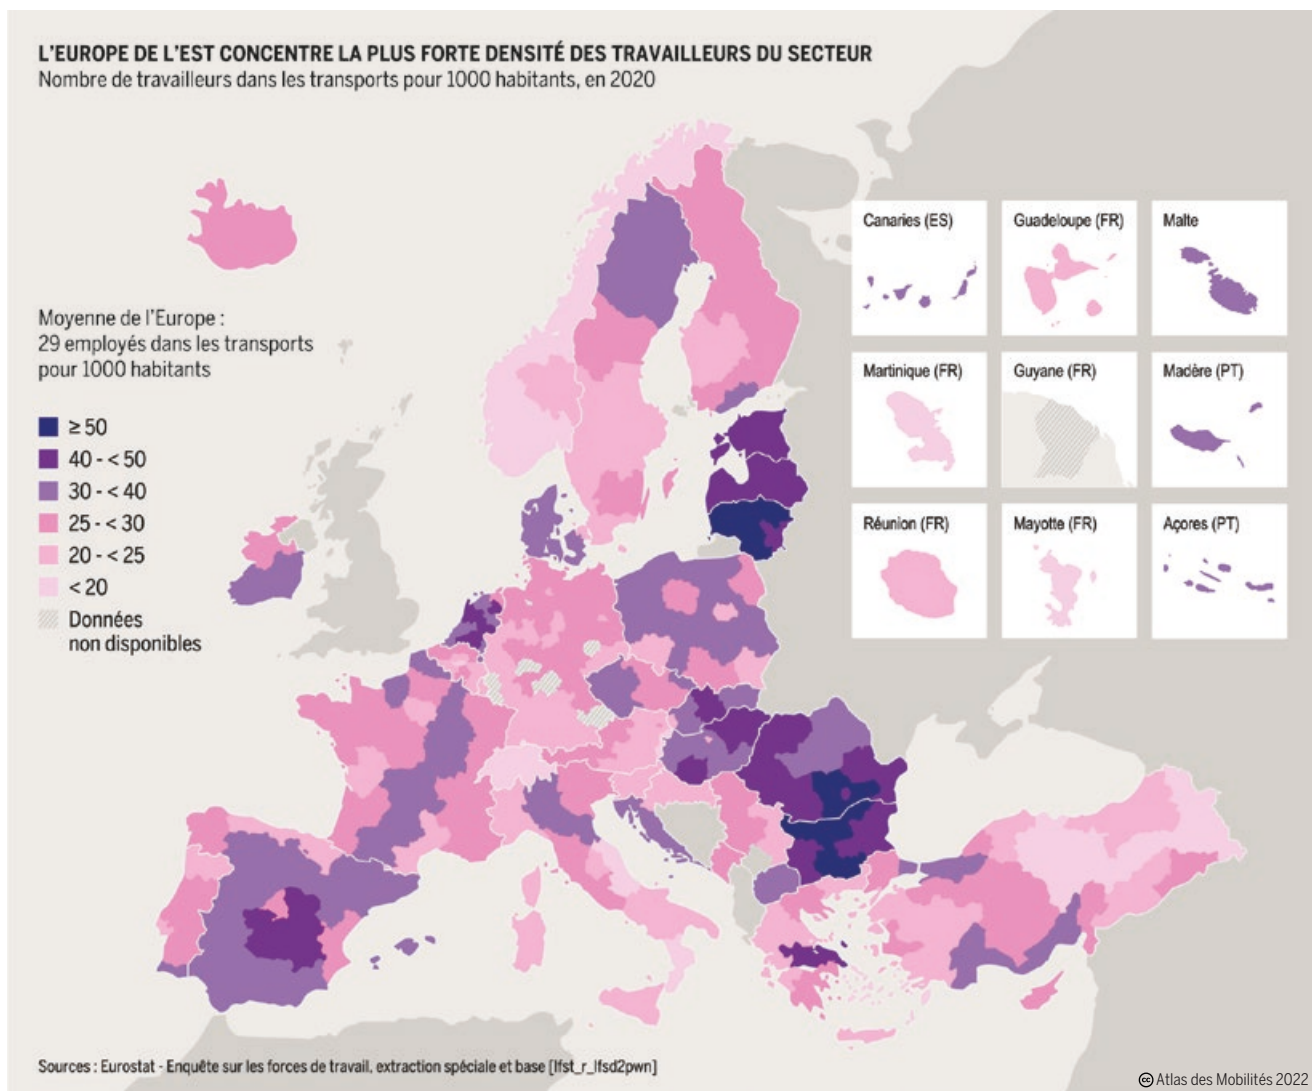 L'EUROPE DE L'EST CONCENTRE LA PLUS FORTE DENSITÉ DES TRAVAILLEURS DU SECTEUR
Nombre de travailleurs dans les transports pour 1000 habitants, en 2020
Canaries (ES)
Guadeloupe (FR)
Malte
Moyenne de l'Europe :
29 employés dans les transports
pour 1000 habitants
Martinique (FR)
Guyane (FR)
Madère (PT)
≥ 50
40 - < 50
30 - < 40
25 - < 30
20 - < 25
< 20
Données
non disponibles
Réunion (FR)
Mayotte (FR)
Açores (PT)
Sources : Eurostat - Enquête sur les forces de travail, extraction spéciale et base [lfst_r_lfsd2pwn]
cc Atlas des Mobilités 2022